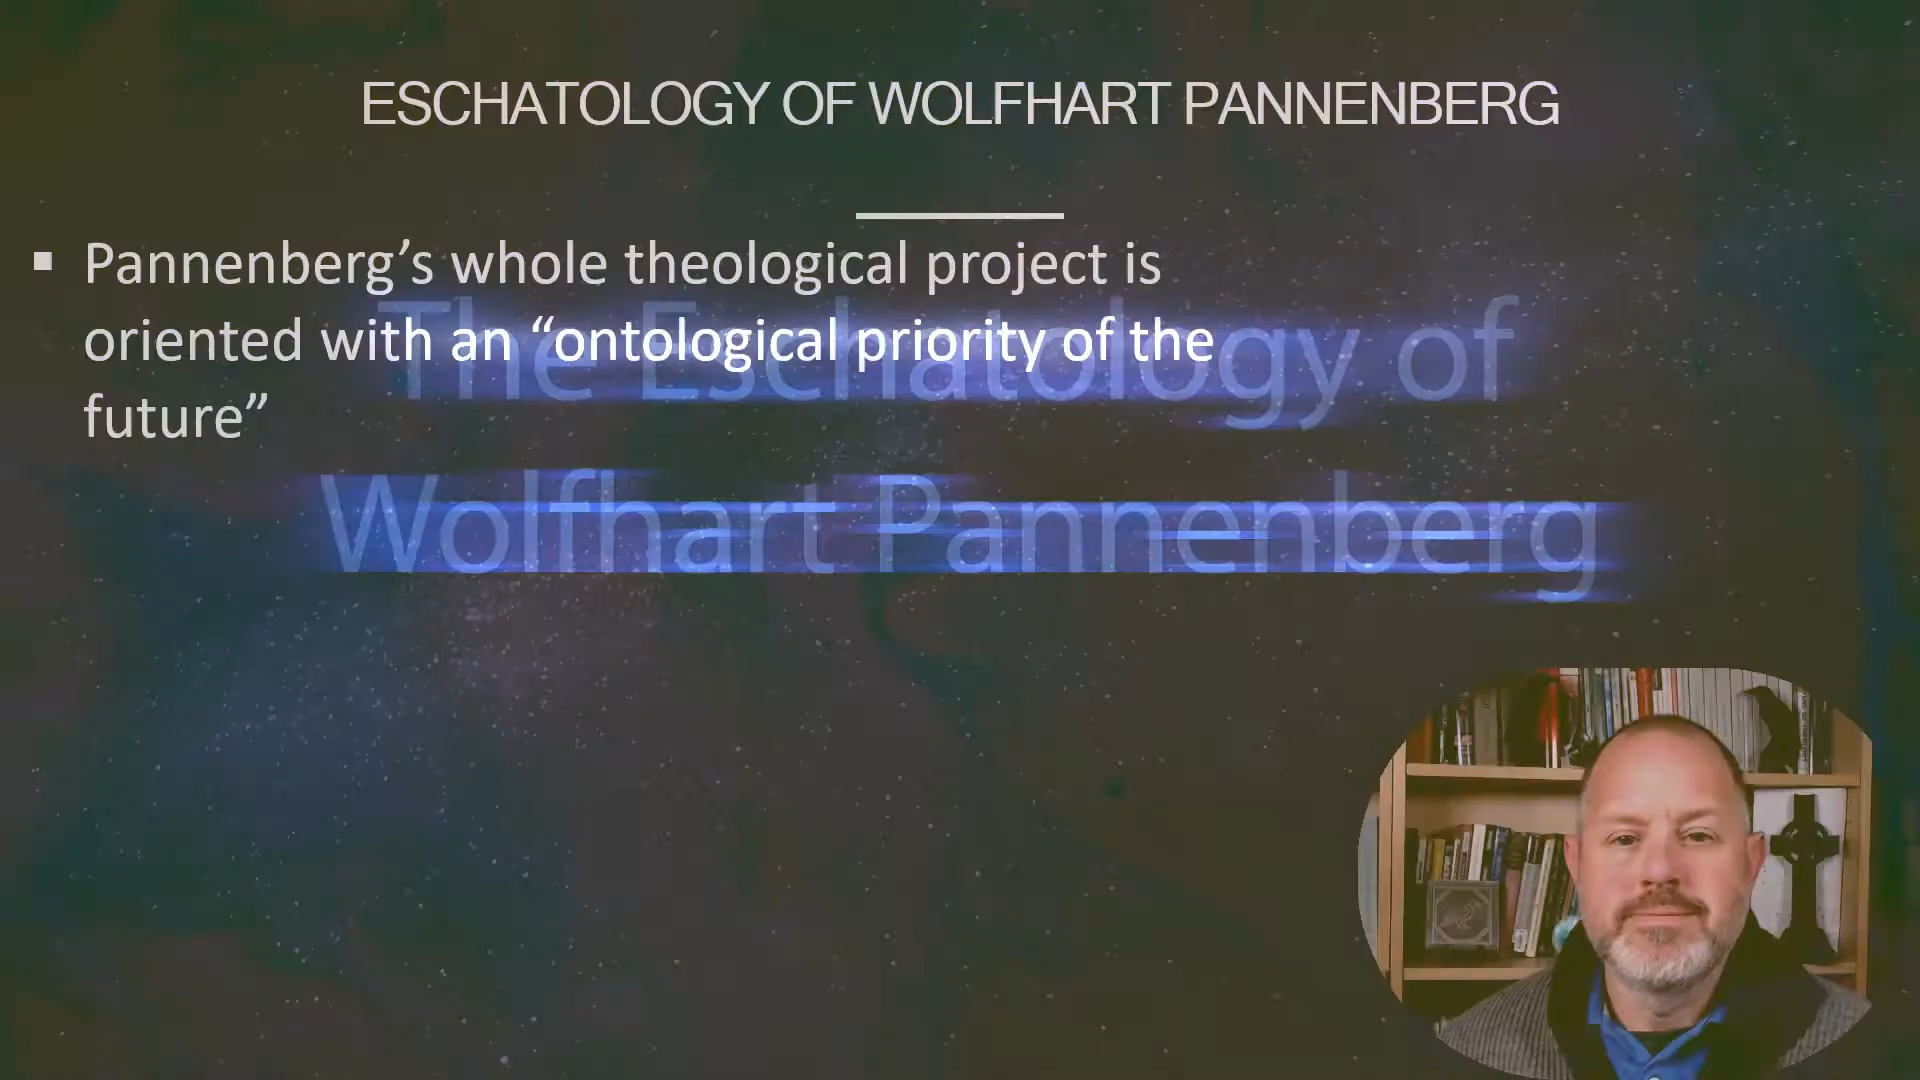 ESCHATOLOGY OF WOLFHART PANNENBERG
▪ Pannenberg’s whole theological project is
oriented with an “ontological priority of the
future”
The Eschatology of
Wolfhart Pannenberg